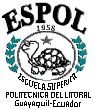 ESPOL
1958
ESCUELA SUPERIOR
POLITECNICA DEL LITORAL
Guayaquil-Ecuador